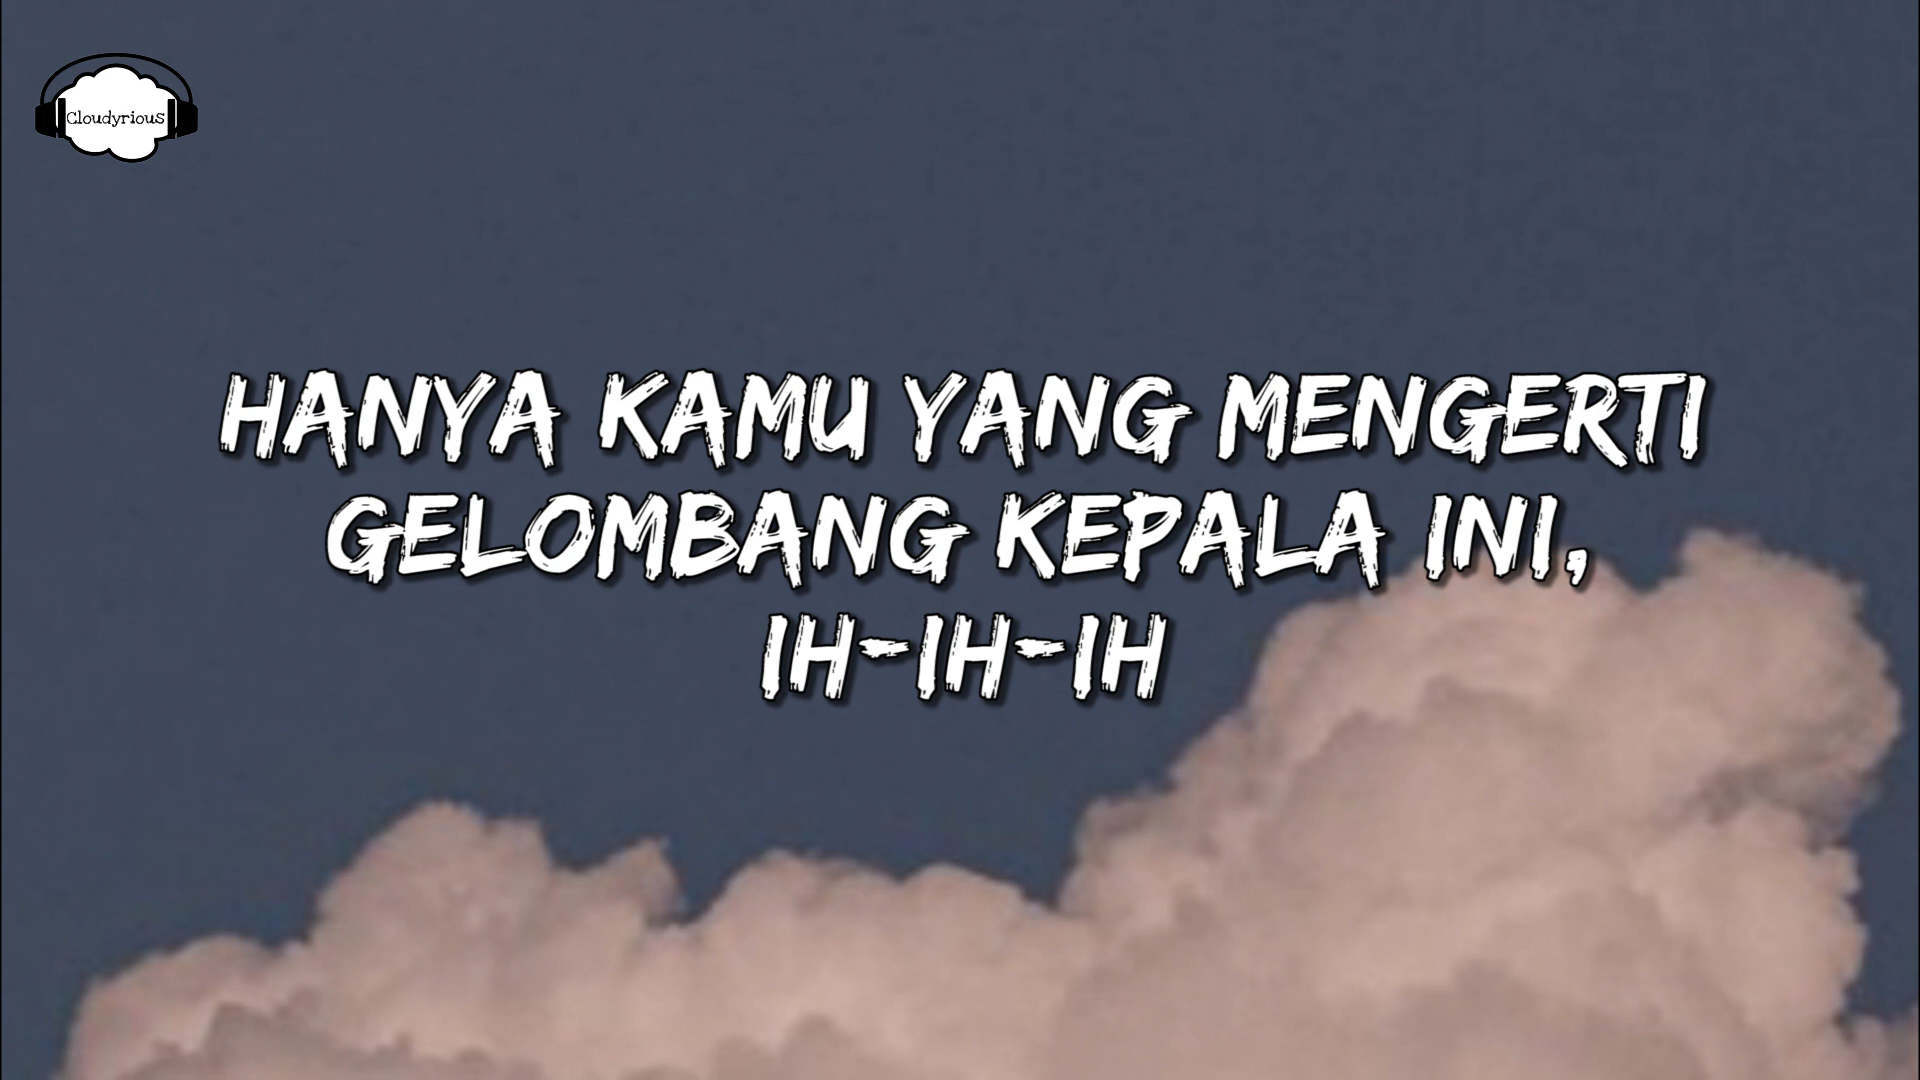 Cloudyrious
HANYA KAMU YANG MENGERTI
GELOMBANG KEPALA INI,
IH-IH-IH